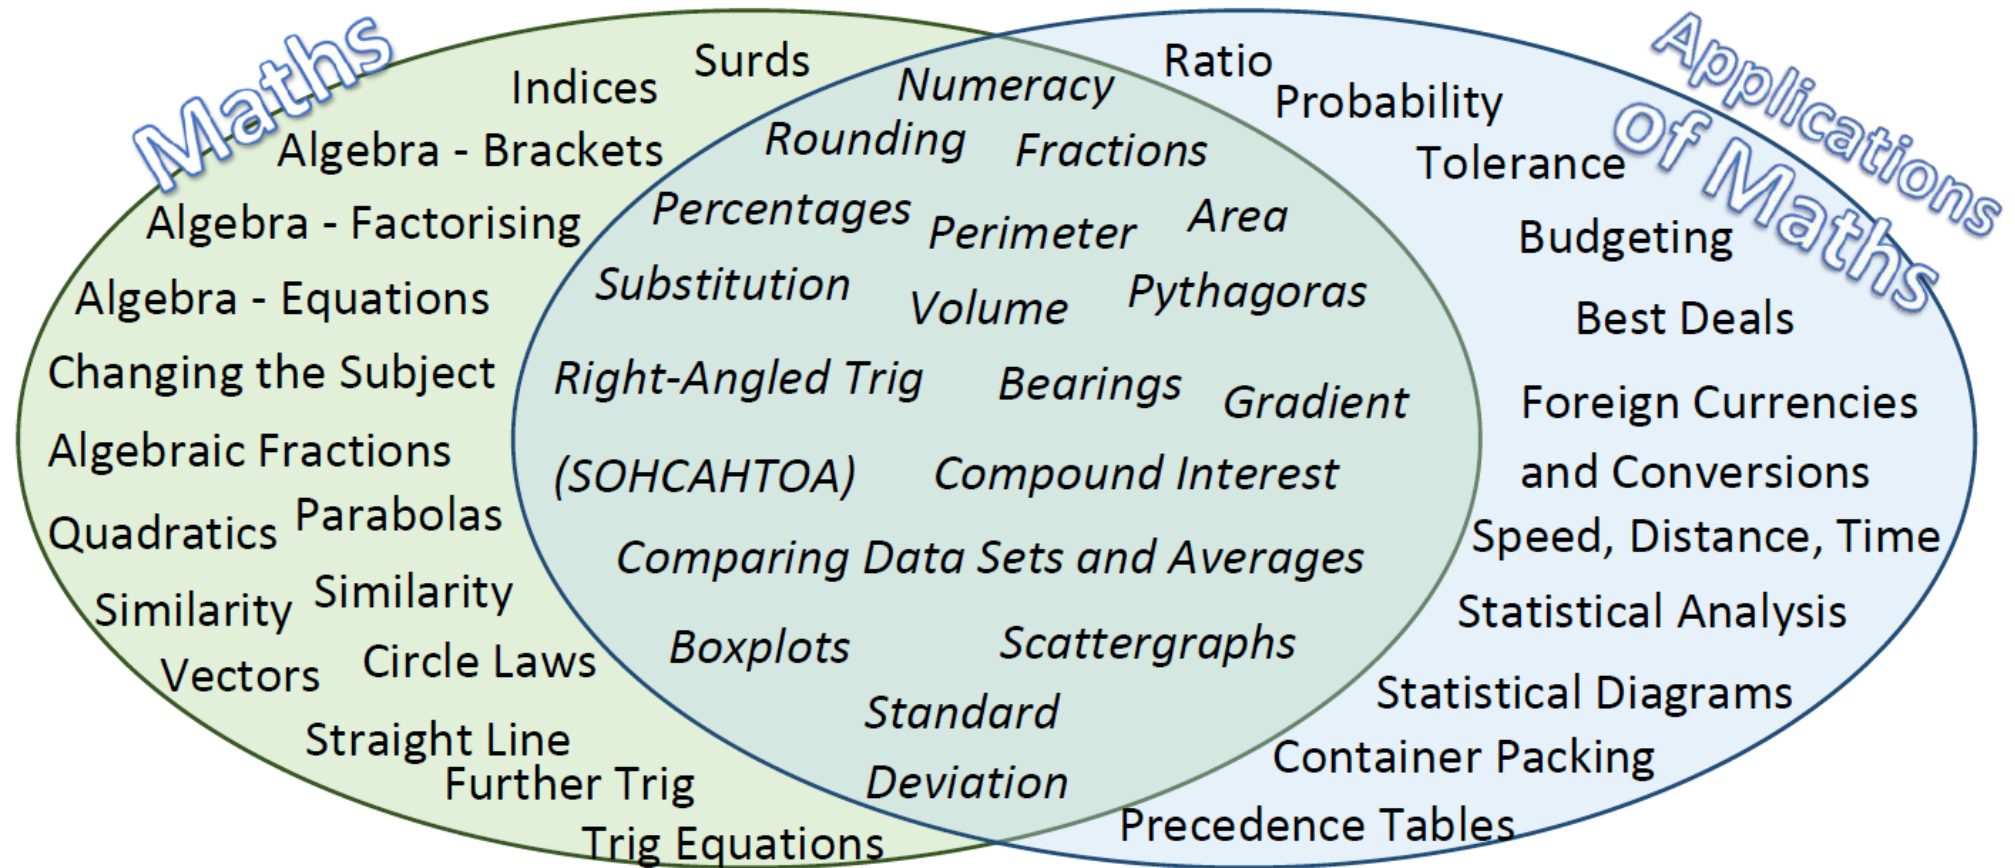 Maths
Surds
Indices
Algebra - Brackets
Algebra - Factorising
Algebra - Equations
Changing the Subject
Algebraic Fractions
Parabolas
Quadratics
Similarity
Similarity
Circle Laws
Vectors
Straight Line
Further Trig
Trig Equations
Numeracy
Rounding
Fractions
Percentages
Perimeter
Area
Substitution
Volume
Pythagoras
Right-Angled Trig
Bearings
Gradient
(SOHCAHTOA)
Compound Interest
Comparing Data Sets and Averages
Boxplots
Scattergraphs
Standard
Deviation
Applications
of Maths
Ratio
Probability
Tolerance
Budgeting
Best Deals
Foreign Currencies
and Conversions
Speed, Distance, Time
Statistical Analysis
Statistical Diagrams
Container Packing
Precedence Tables